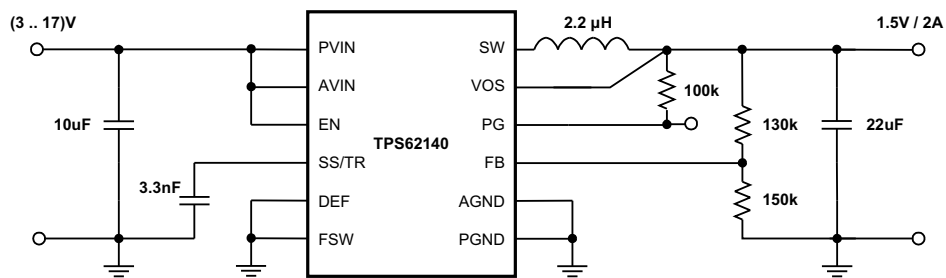 (3 .. 17)V
2.2 µH
1.5V / 2A
PVIN
SW
AVIN
VOS
100k
10uF
EN
PG
130k
22uF
TPS62140
SS/TR
FB
3.3nF
DEF
AGND
150k
FSW
PGND